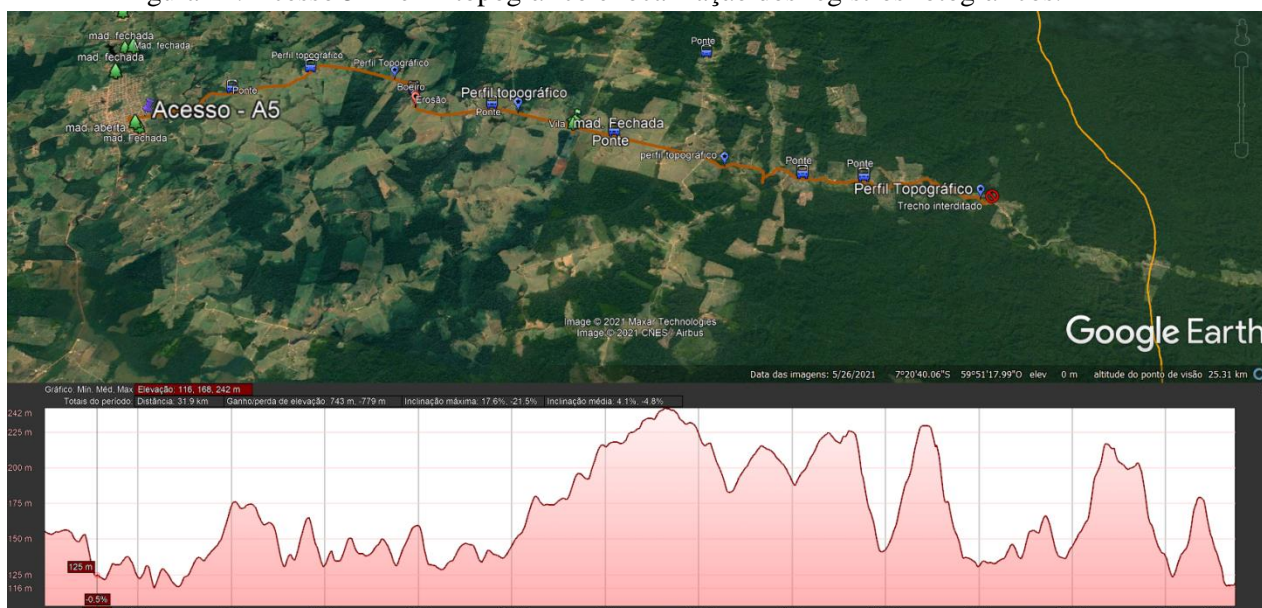 mad. fechada
Mad. fechada
mad. fechada
Ponte
Acesso - A5
mad. aberta
mad. Fechada
Perfil topográfico
Perfil Topográfico
Boeiro
Erosão
Perfil topográfico
Ponte
Vila
mad. Fechada
Ponte
Ponte
perfil topográfico
Ponte
Ponte
Perfil Topográfico
Trecho interditado
Image © 2021 Maxar Technologies
Image © 2021 CNES / Airbus
Google Earth
Data das imagens: 5/26/2021 7°20'40.06"S 59°51'17.99"O elev 0 m altitude do ponto de visão 25.31 km
Gráfico: Mín, Méd, Máx Elevação: 116, 168, 242 m
Totais do período: Distância: 31.9 km Ganho/perda de elevação: 743 m, -779 m Inclinação máxima: 17.6%, -21.5% Inclinação média: 4.1%, -4.8%
242 m
225 m
200 m
175 m
150 m
125 m
125 m
116 m
-0.5%